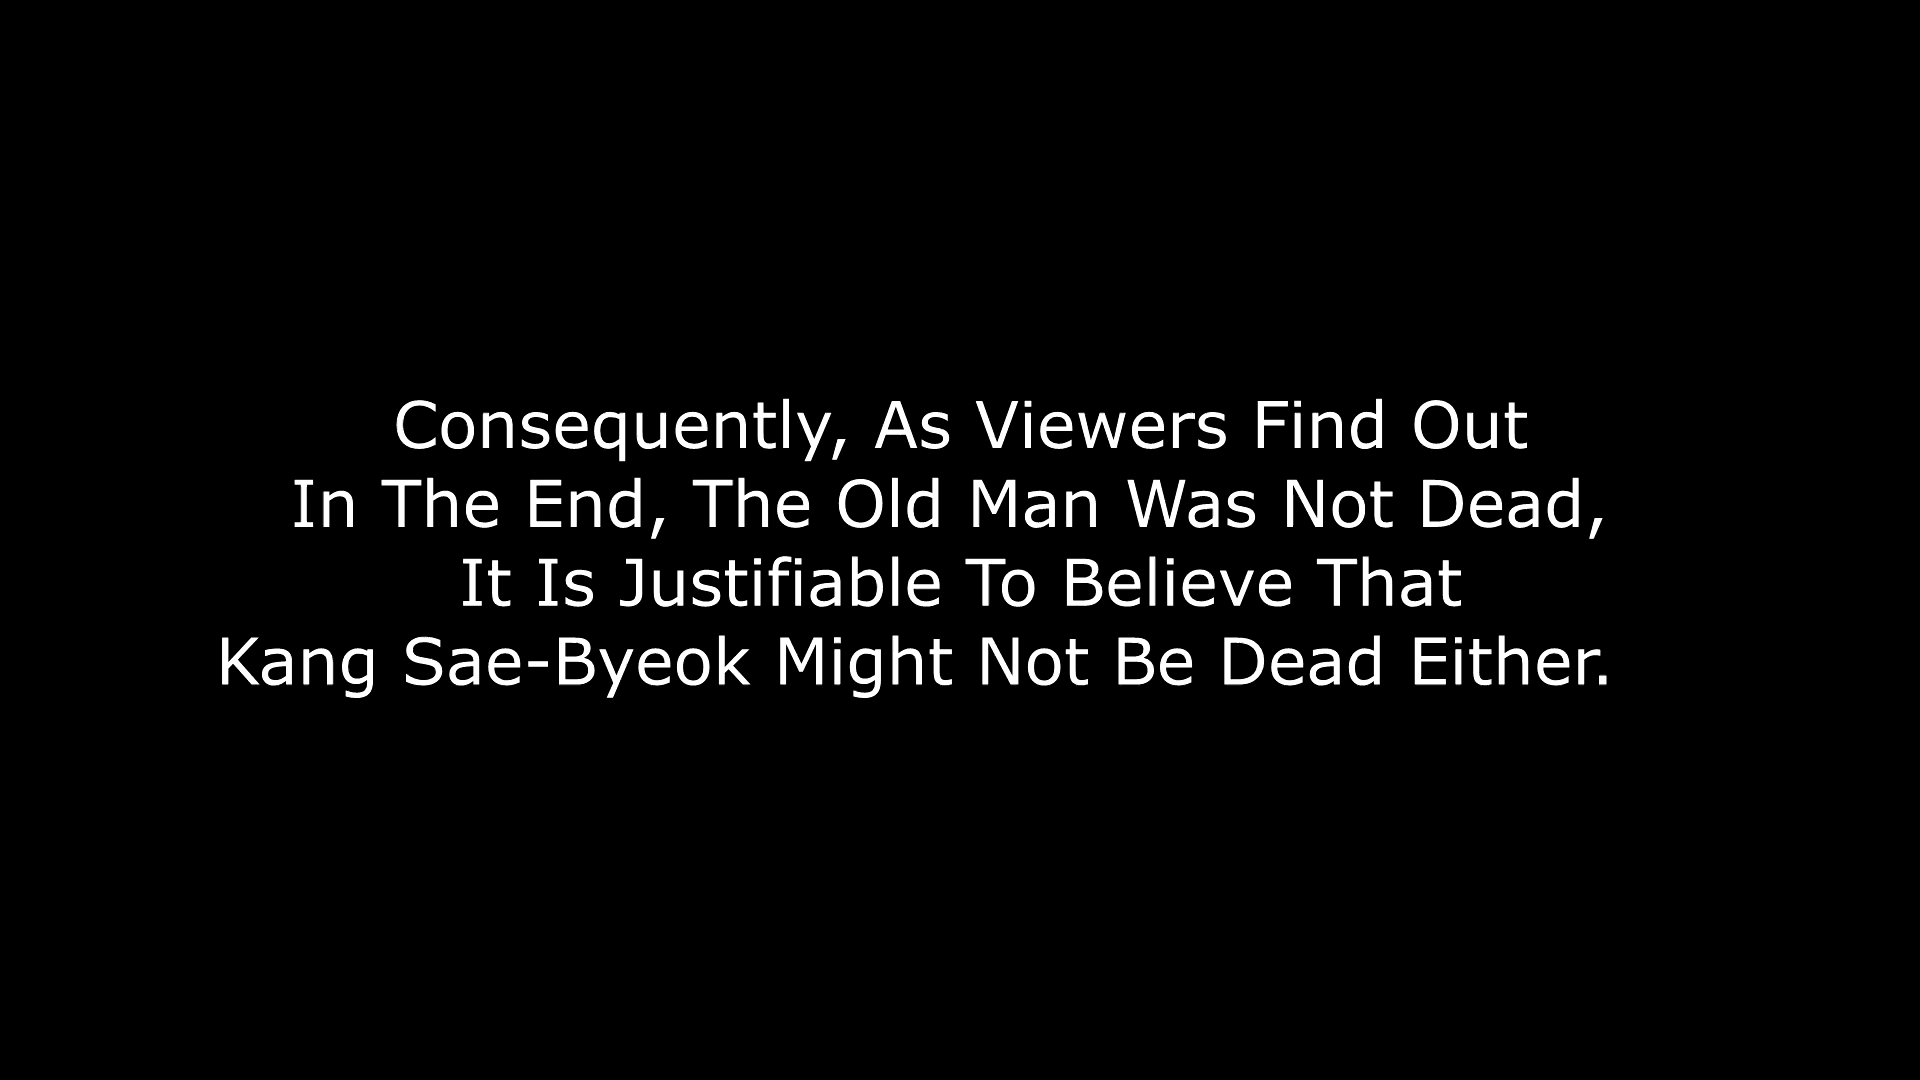 Consequently, As Viewers Find Out
In The End, The Old Man Was Not Dead,
It Is Justifiable To Believe That
Kang Sae-Byeok Might Not Be Dead Either.